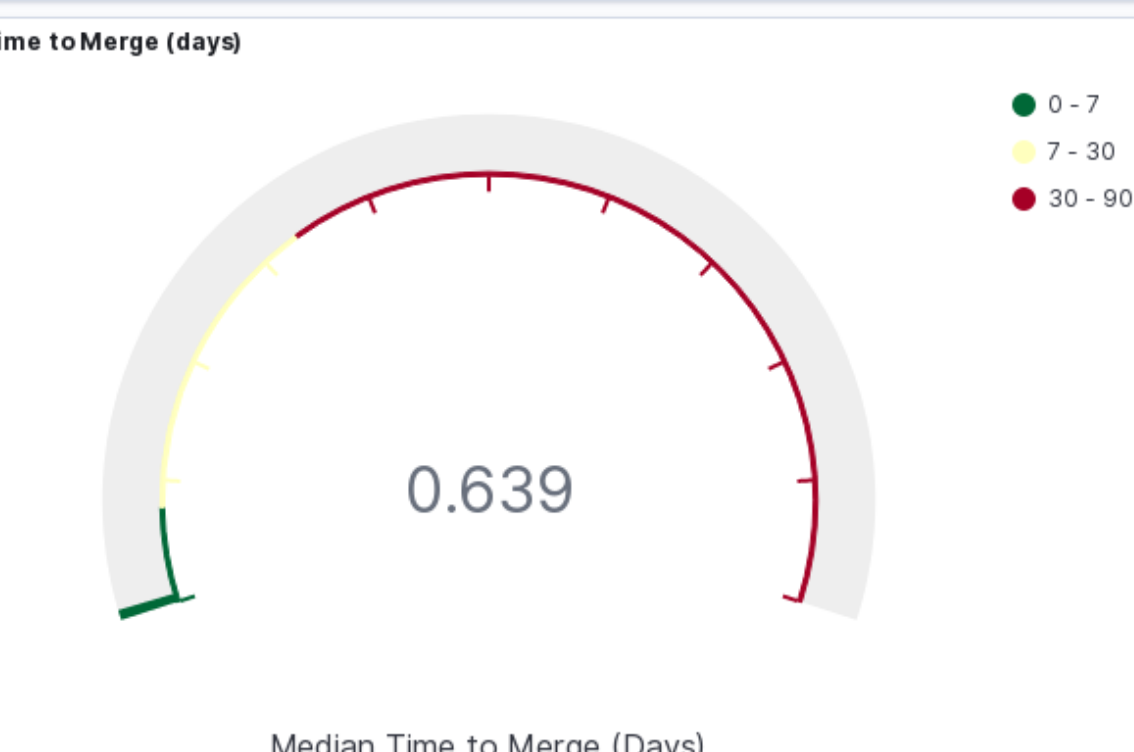 ime to Merge (days)
0 - 7
7 - 30
30 - 90
0.639
Median Time to Merge (Days)